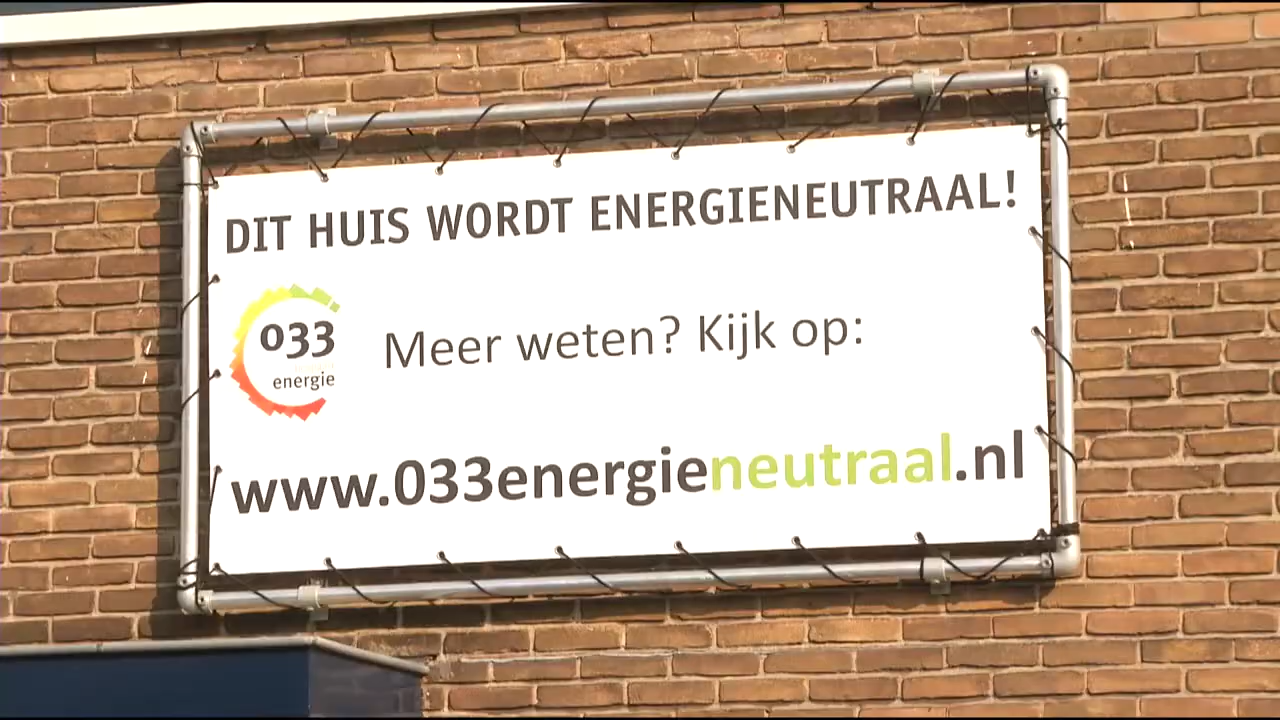 DIT HUIS WORDT ENERGIENEUTRAAL!
033
energie
Meer weten? Kijk op:
www.033energieneutraal.nl